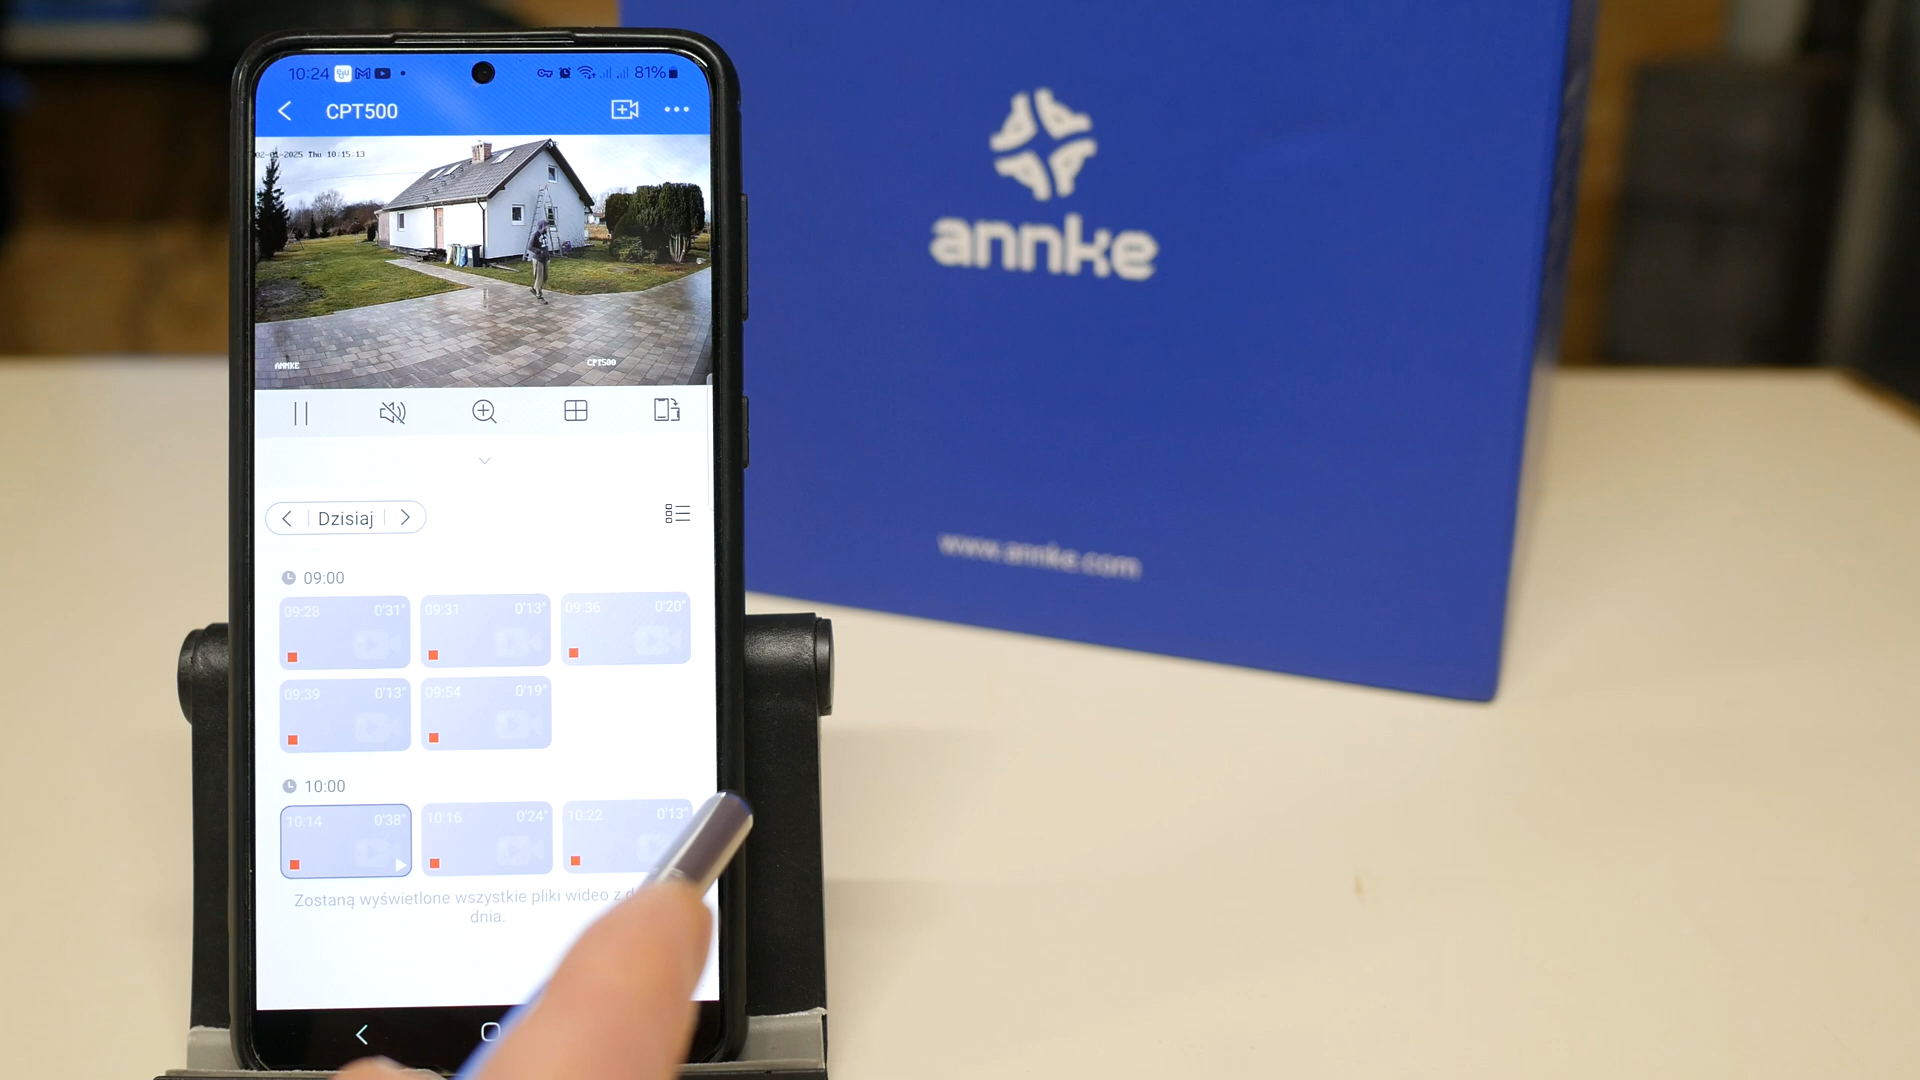 10:24
81%
CPT500
02-01-2025 Thu 10:15:13
ANNKE
CPT500
Dzisiaj
09:00
09:28 0'31"
09:31 0'13"
09:36 0'20"
09:39 0'13"
09:54 0'19"
10:00
10:14 0'38"
10:16 0'24"
10:22 0'13"
Zostaną wyświetlone wszystkie pliki wideo z
dnia.
annke
www.annke.com